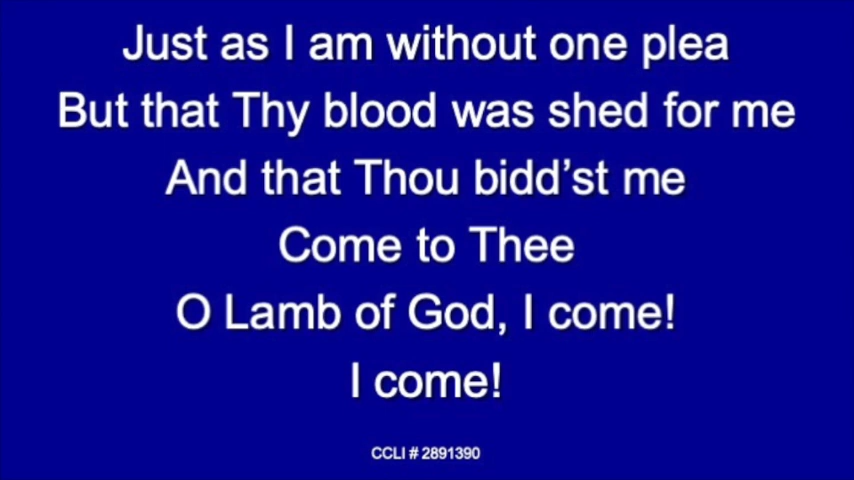 Just as I am without one plea
But that Thy blood was shed for me
And that Thou bidd’st me
Come to Thee
O Lamb of God, I come!
I come!
CCLI # 2891390